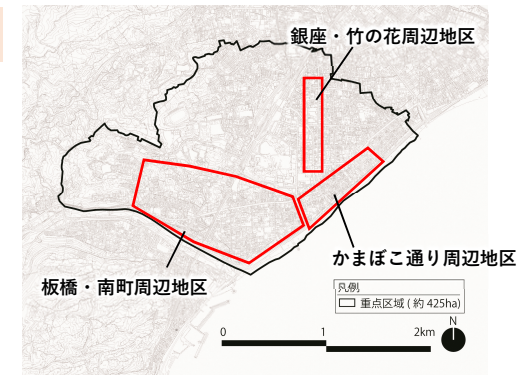 銀座・竹の花周辺地区
かまぼこ通り周辺地区
板橋・南町周辺地区
凡例
重点区域 ( 約 425ha)
0 1 2km
N